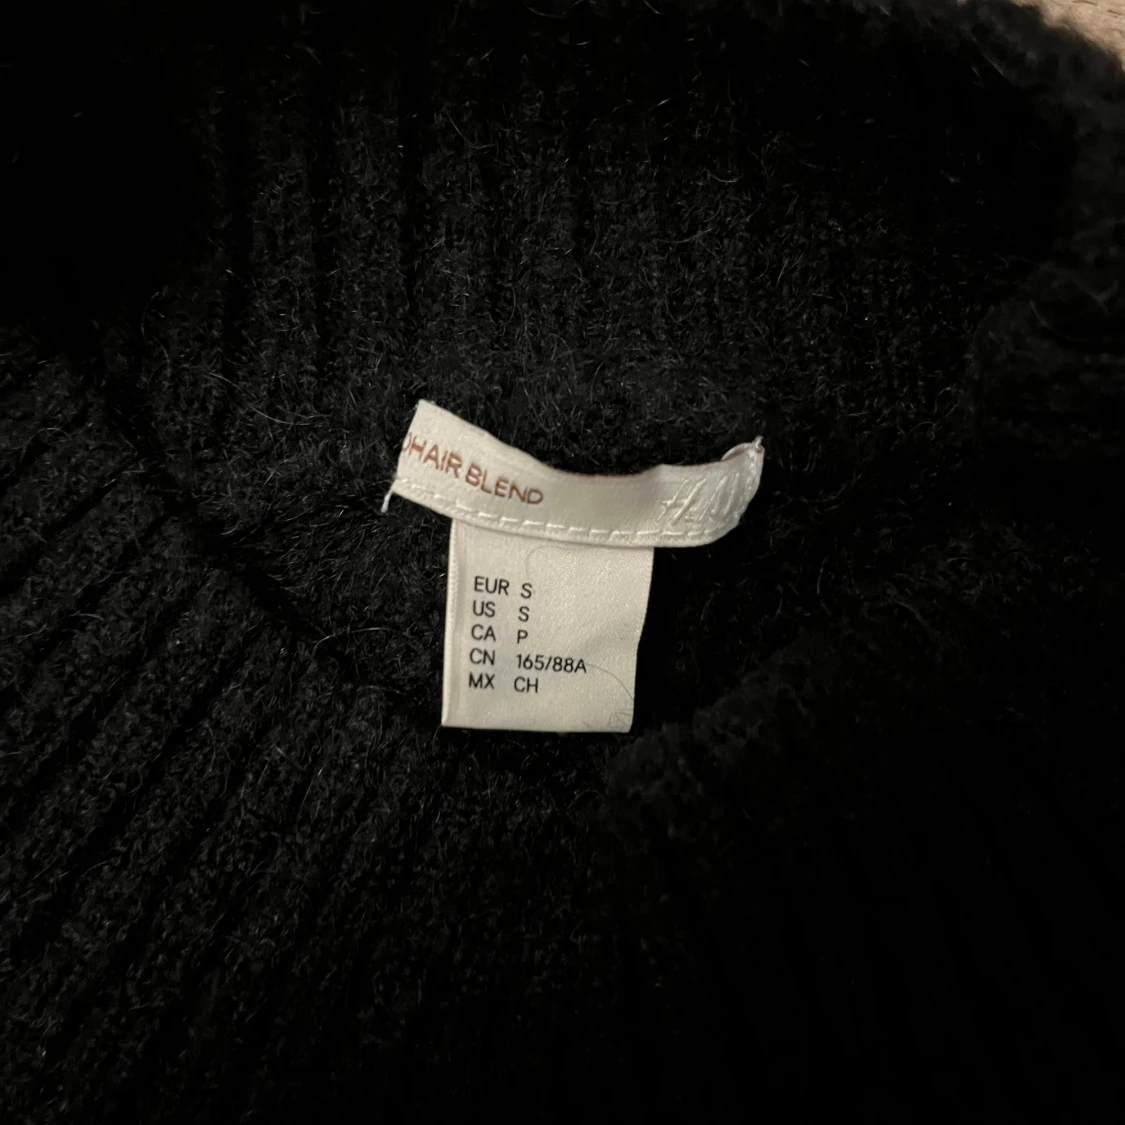 OHAIR BLEND H&M
EUR S
US S
CA P
CN 165/88A
MX CH